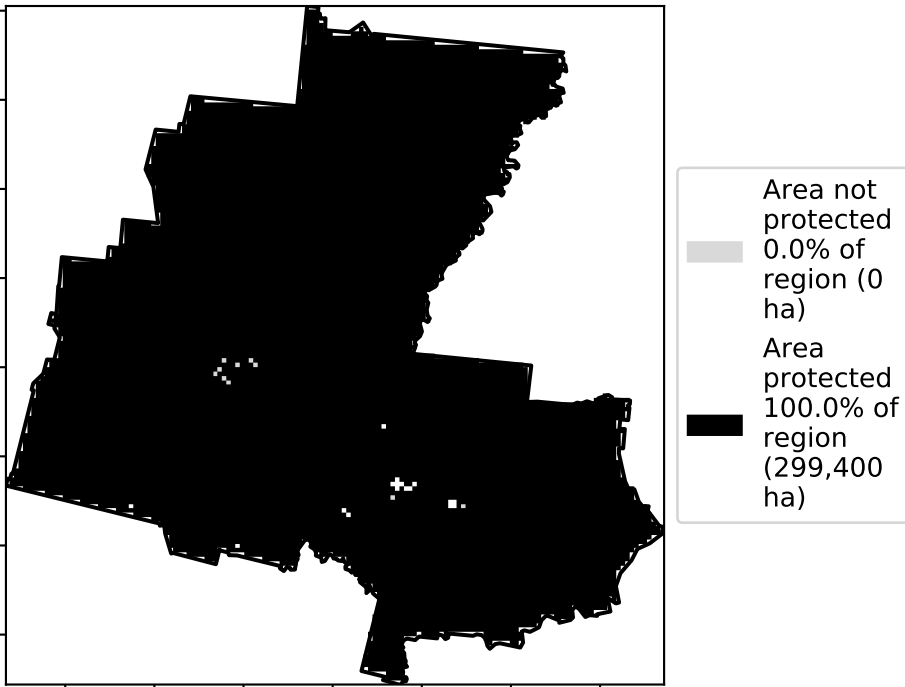 Area not
protected
0.0% of
region (0
ha)
Area
protected
100.0% of
region
(299,400
ha)